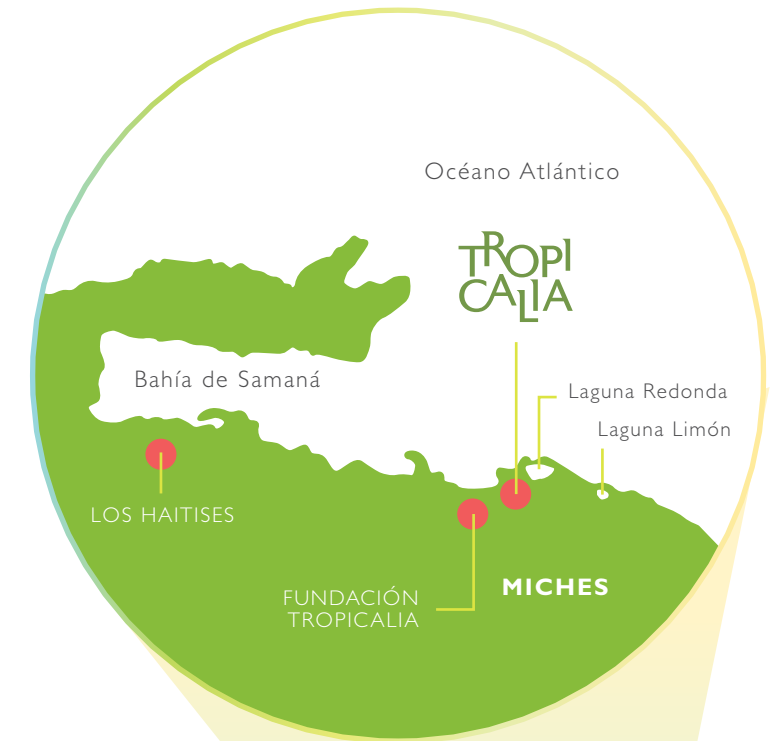 Océano Atlántico
TROPI
CALIA
Bahía de Samaná
Laguna Redonda
Laguna Limón
LOS HAITISES
FUNDACIÓN
TROPICALIA
MICHES